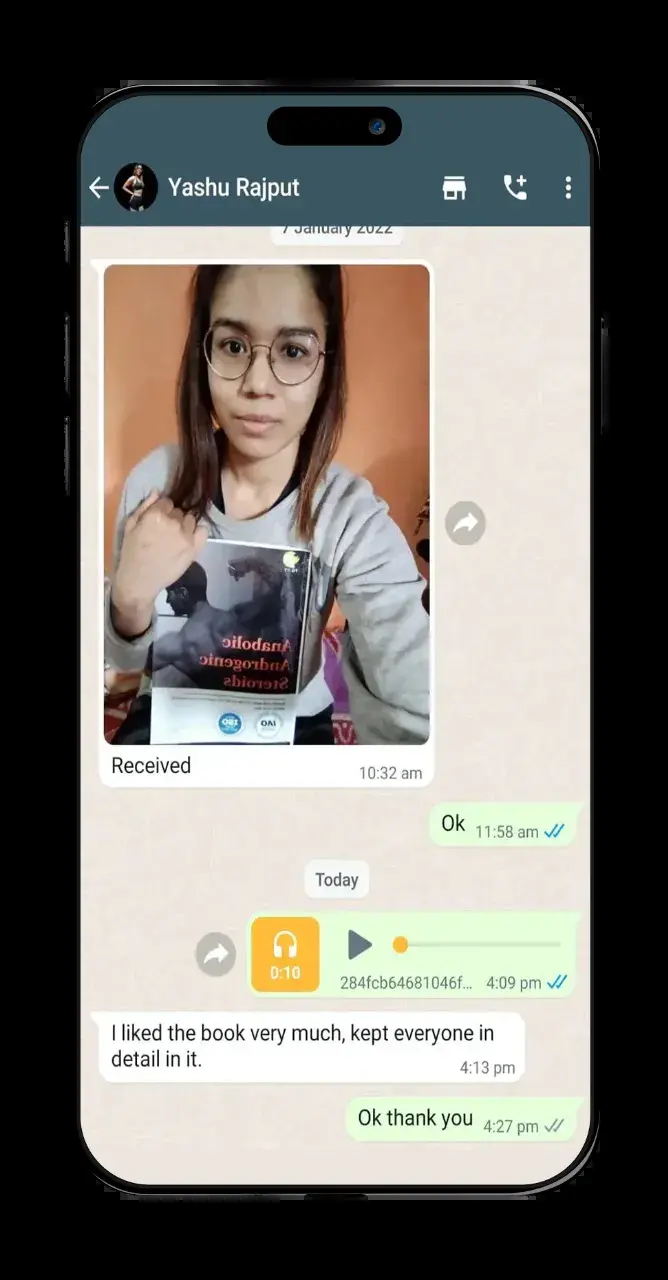 Yashu Rajput
7 January 2022
Anabolic
Androgenic
Steroids
ISO
IAO
Received
10:32 am
Ok 11:58 am
Today
0:10
284fcb64681046f... 4:09 pm
I liked the book very much, kept everyone in
detail in it.
4:13 pm
Ok thank you 4:27 pm